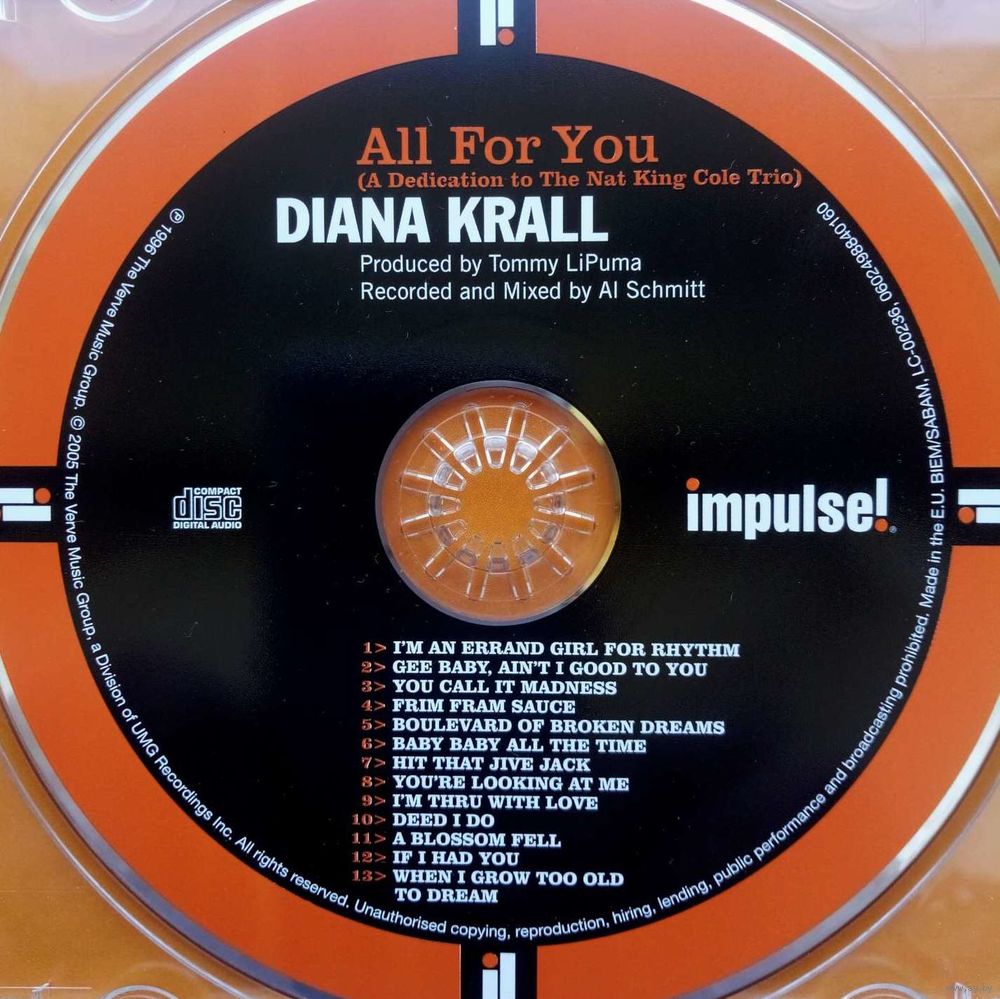 All For You
(A Dedication to The Nat King Cole Trio)
DIANA KRALL
Produced by Tommy LiPuma
Recorded and Mixed by Al Schmitt
COMPACT
disc
DIGITAL AUDIO
impulse!
1> I'M AN ERRAND GIRL FOR RHYTHM
2> GEE BABY, AIN'T I GOOD TO YOU
3> YOU CALL IT MADNESS
4> FRIM FRAM SAUCE
5> BOULEVARD OF BROKEN DREAMS
6> BABY BABY ALL THE TIME
7> HIT THAT JIVE JACK
8> YOU'RE LOOKING AT ME
9> I'M THRU WITH LOVE
10> DEED I DO
11> A BLOSSOM FELL
12> IF I HAD YOU
13> WHEN I GROW TOO OLD
TO DREAM
℗ 1996 The Verve Music Group. © 2005 The Verve Music Group, a Division of UMG Recordings Inc. All rights reserved. Unauthorised copying, reproduction, hiring, lending, public performance and broadcasting prohibited. Made in the E.U. BIEM/SABAM, LC-00236, 0602498840160